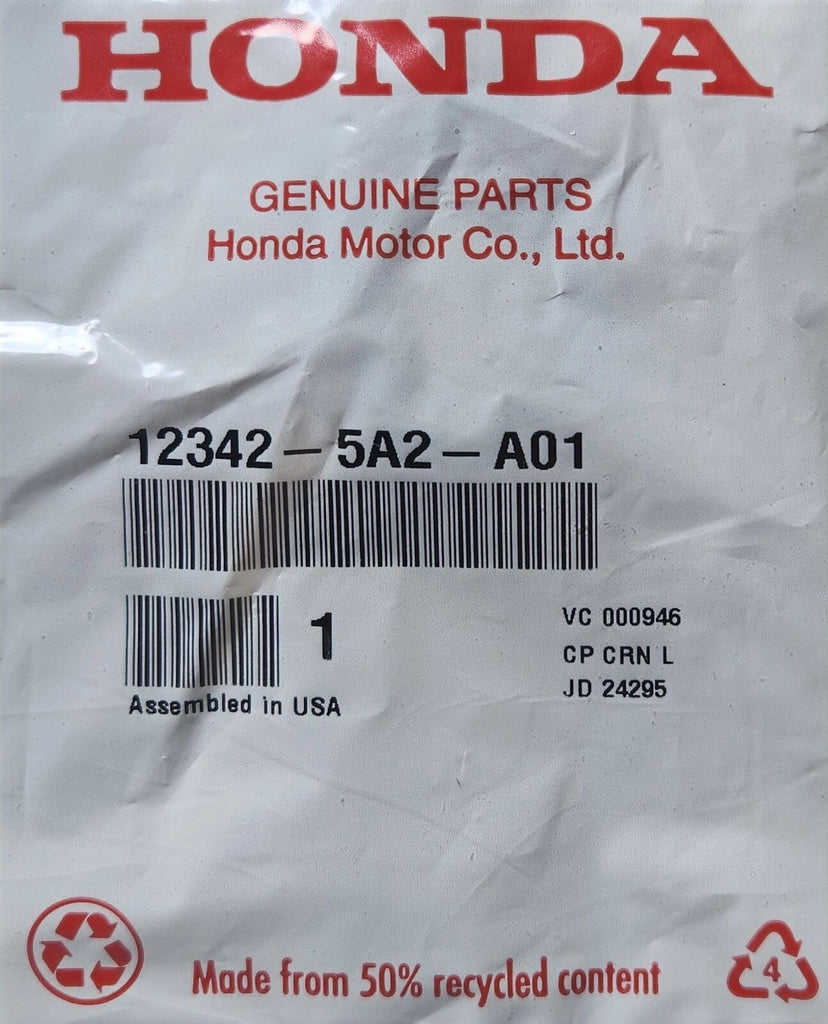 HONDA
GENUINE PARTS
Honda Motor Co., Ltd.
12342 – 5A2 – A01
1
VC 000946
CP CRN L
JD 24295
Assembled in USA
Made from 50% recycled content
4